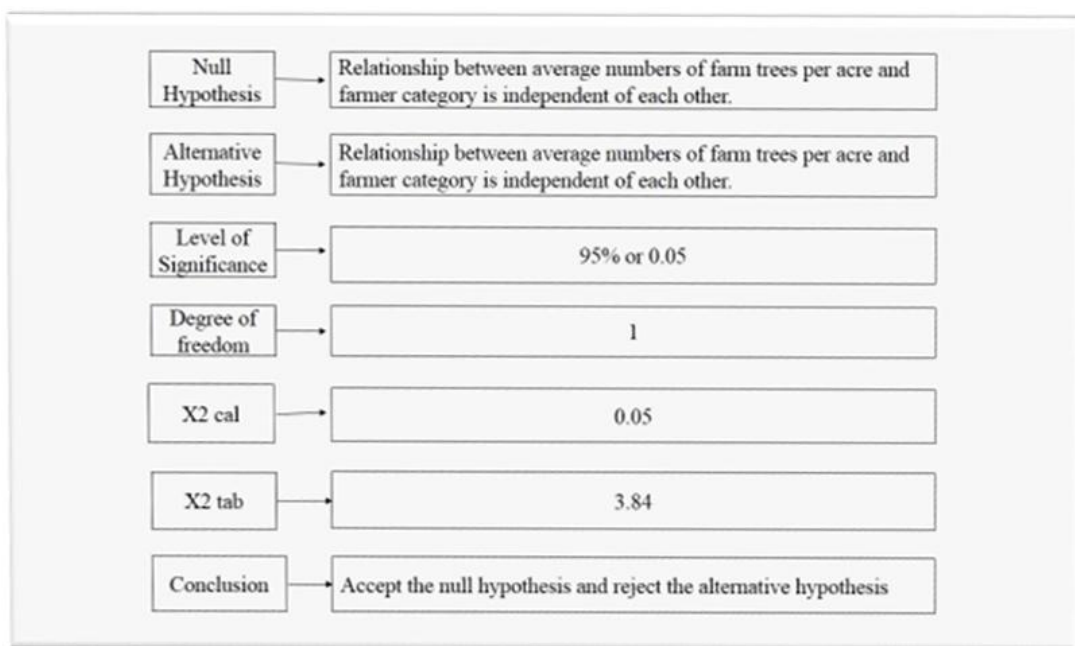 Null
Hypothesis
Relationship between average numbers of farm trees per acre and
farmer category is independent of each other.
Alternative
Hypothesis
Relationship between average numbers of farm trees per acre and
farmer category is independent of each other.
Level of
Significance
95% or 0.05
Degree of
freedom
1
X2 cal
0.05
X2 tab
3.84
Conclusion
Accept the null hypothesis and reject the alternative hypothesis